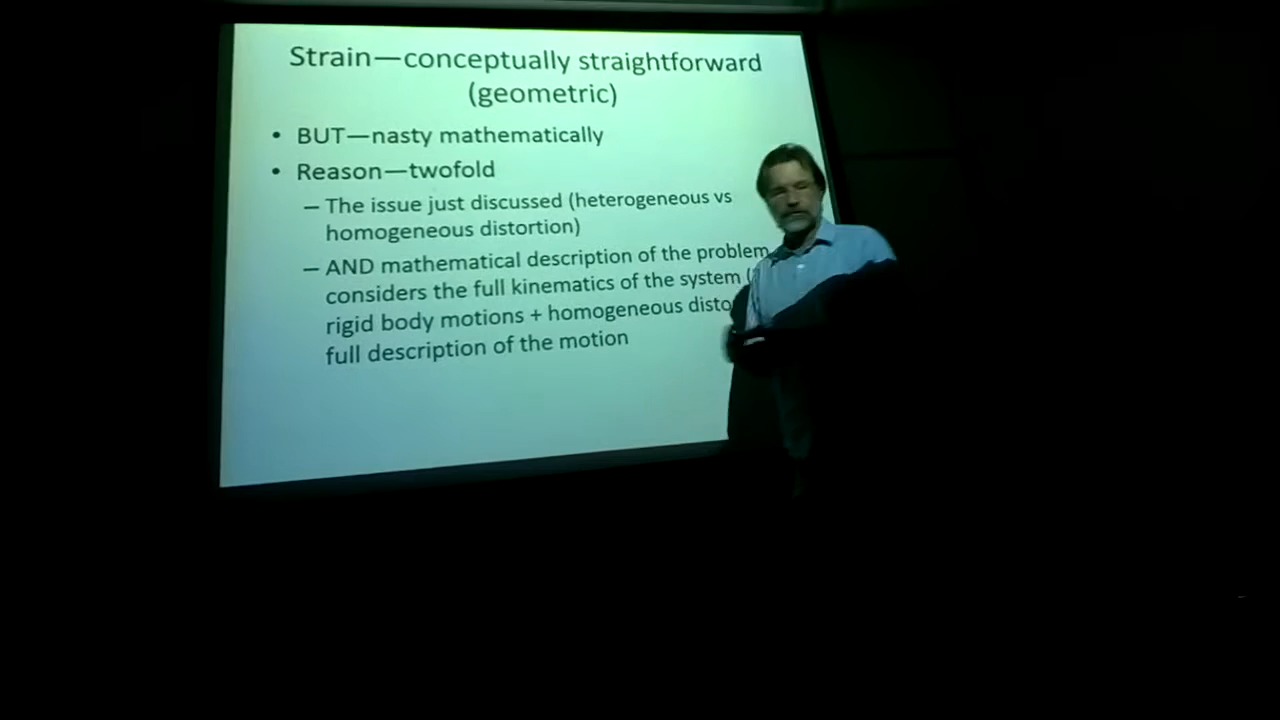 Strain—conceptually straightforward
(geometric)
• BUT—nasty mathematically
• Reason—twofold
– The issue just discussed (heterogeneous vs
homogeneous distortion)
– AND mathematical description of the problem
considers the full kinematics of the system (
rigid body motions + homogeneous
full description of the motion